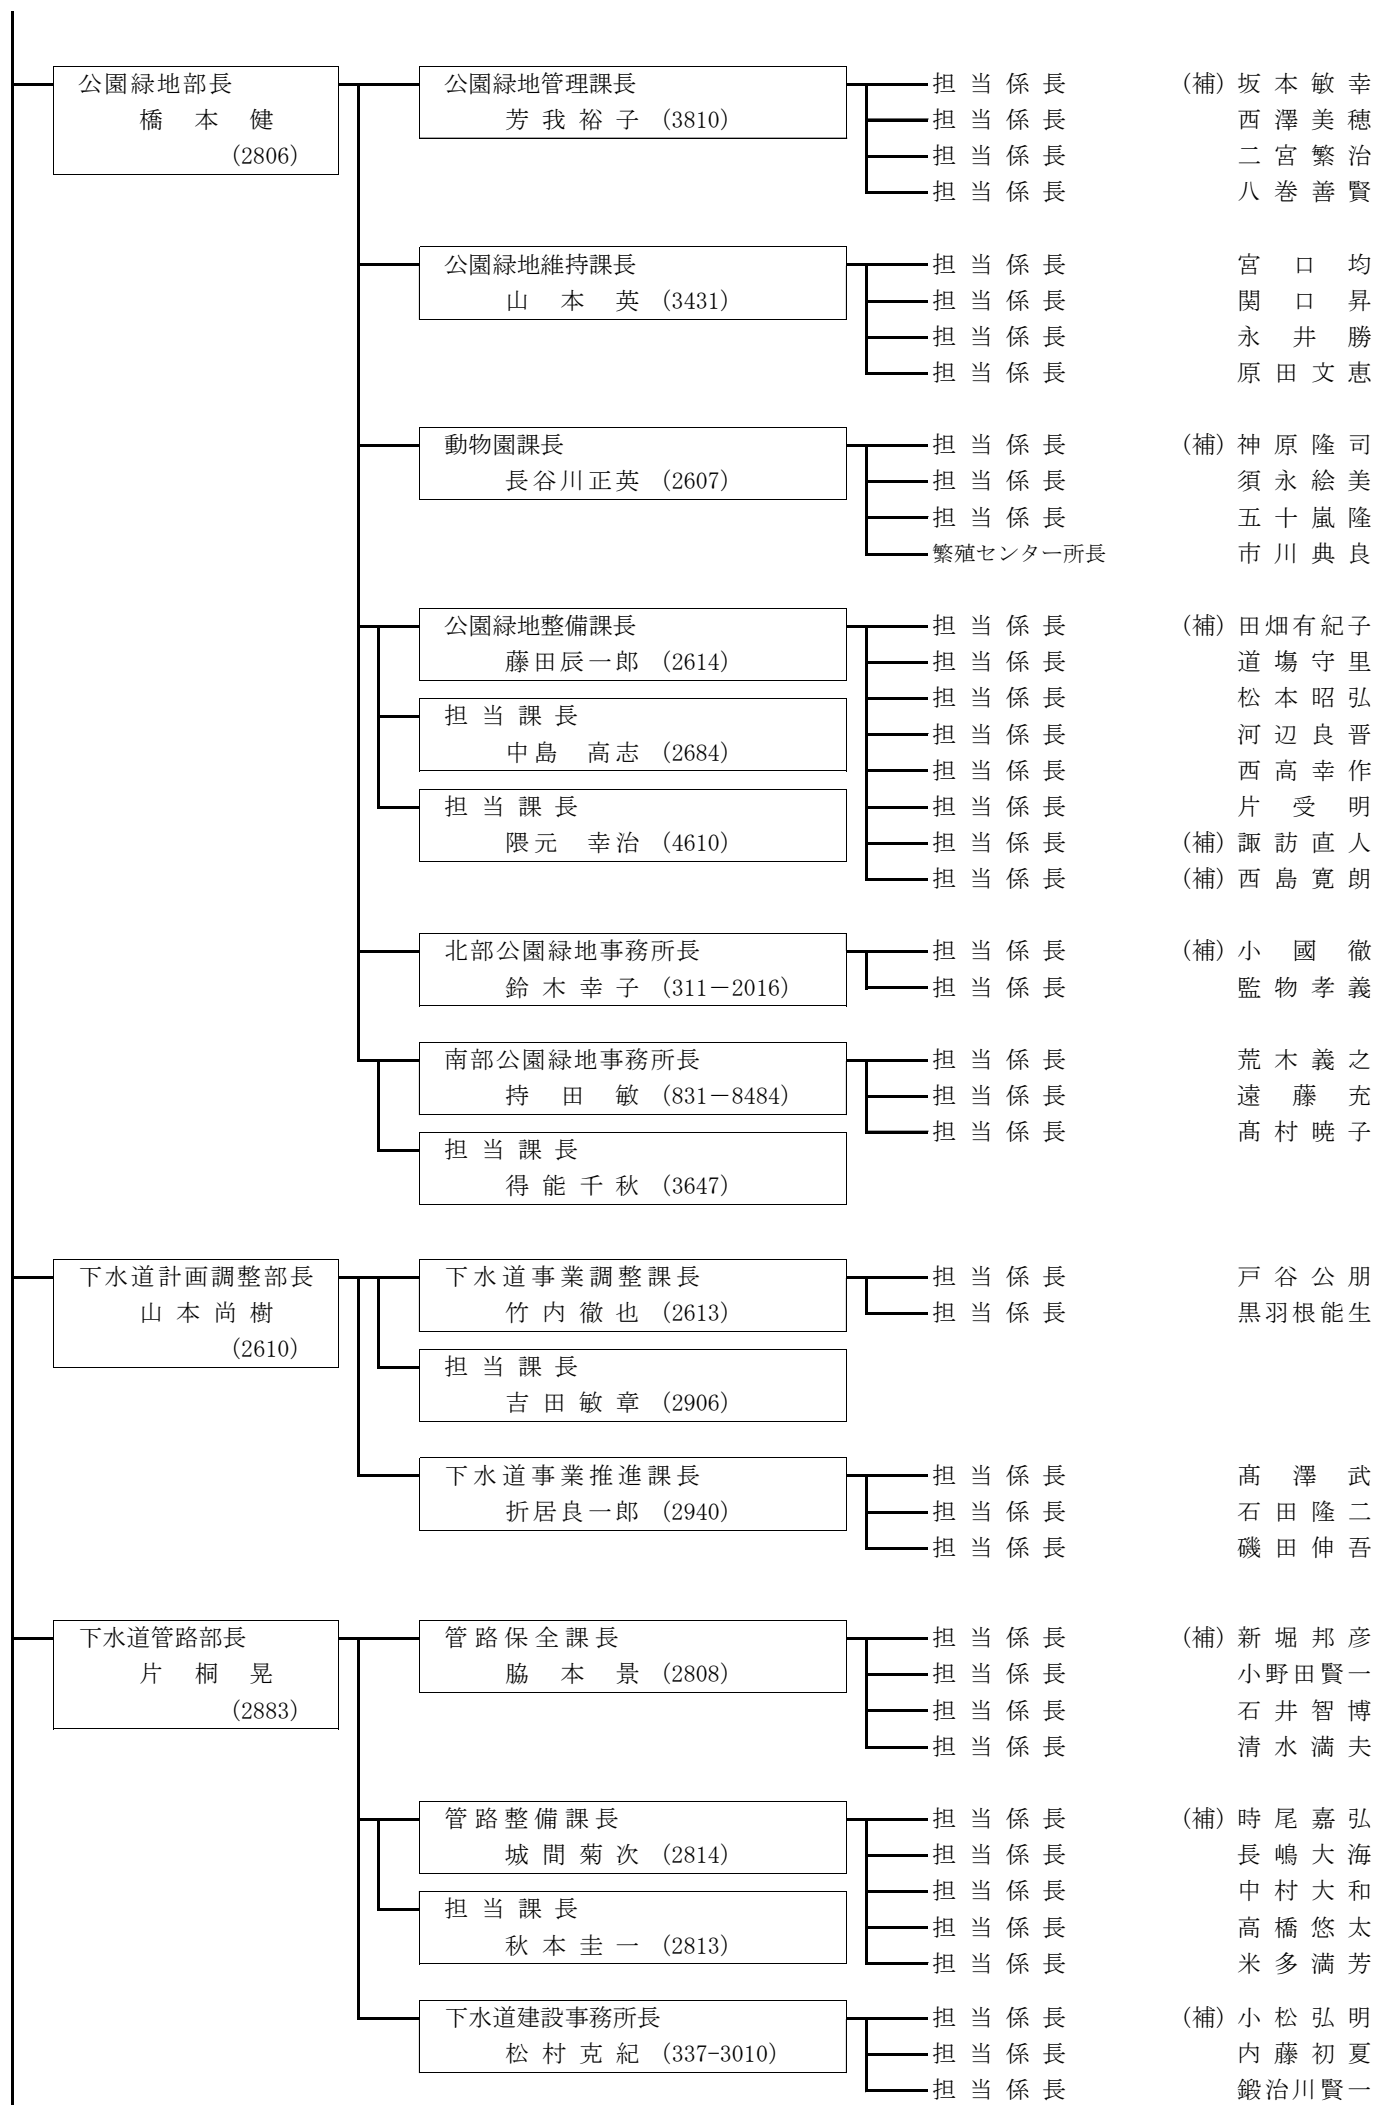 公園緑地部長
橋本健
(2806)
公園緑地管理課長
芳我裕子 (3810)
担当係長 (補) 坂本敏幸
担当係長 西澤美穂
担当係長 二宮繁治
担当係長 八巻善賢
公園緑地維持課長
山本英 (3431)
担当係長 宮口均
担当係長 関口昇
担当係長 永井勝
担当係長 原田文恵
動物園課長
長谷川正英 (2607)
担当係長 (補) 神原隆司
担当係長 須永絵美
担当係長 五十嵐隆
繁殖センター所長 市川典良
公園緑地整備課長
藤田辰一郎 (2614)
担当課長
中島 高志 (2684)
担当課長
隈元 幸治 (4610)
担当係長 (補) 田畑有紀子
担当係長 道塲守里
担当係長 松本昭弘
担当係長 河辺良晋
担当係長 西高幸作
担当係長 片受明
担当係長 (補) 諏訪直人
担当係長 (補) 西島寛朗
北部公園緑地事務所長
鈴木幸子 (311－2016)
担当係長 (補) 小國徹
担当係長 監物孝義
南部公園緑地事務所長
持田敏 (831－8484)
担当課長
得能千秋 (3647)
担当係長 荒木義之
担当係長 遠藤充
担当係長 髙村暁子
下水道計画調整部長
山本尚樹
(2610)
下水道事業調整課長
竹内徹也 (2613)
担当課長
吉田敏章 (2906)
担当係長 戸谷公朋
担当係長 黒羽根能生
下水道事業推進課長
折居良一郎 (2940)
担当係長 髙澤武
担当係長 石田隆二
担当係長 磯田伸吾
下水道管路部長
片桐晃
(2883)
管路保全課長
脇本景 (2808)
担当係長 (補) 新堀邦彦
担当係長 小野田賢一
担当係長 石井智博
担当係長 清水満夫
管路整備課長
城間菊次 (2814)
担当課長
秋本圭一 (2813)
担当係長 (補) 時尾嘉弘
担当係長 長嶋大海
担当係長 中村大和
担当係長 高橋悠太
担当係長 米多満芳
下水道建設事務所長
松村克紀 (337-3010)
担当係長 (補) 小松弘明
担当係長 内藤初夏
担当係長 鍛治川賢一